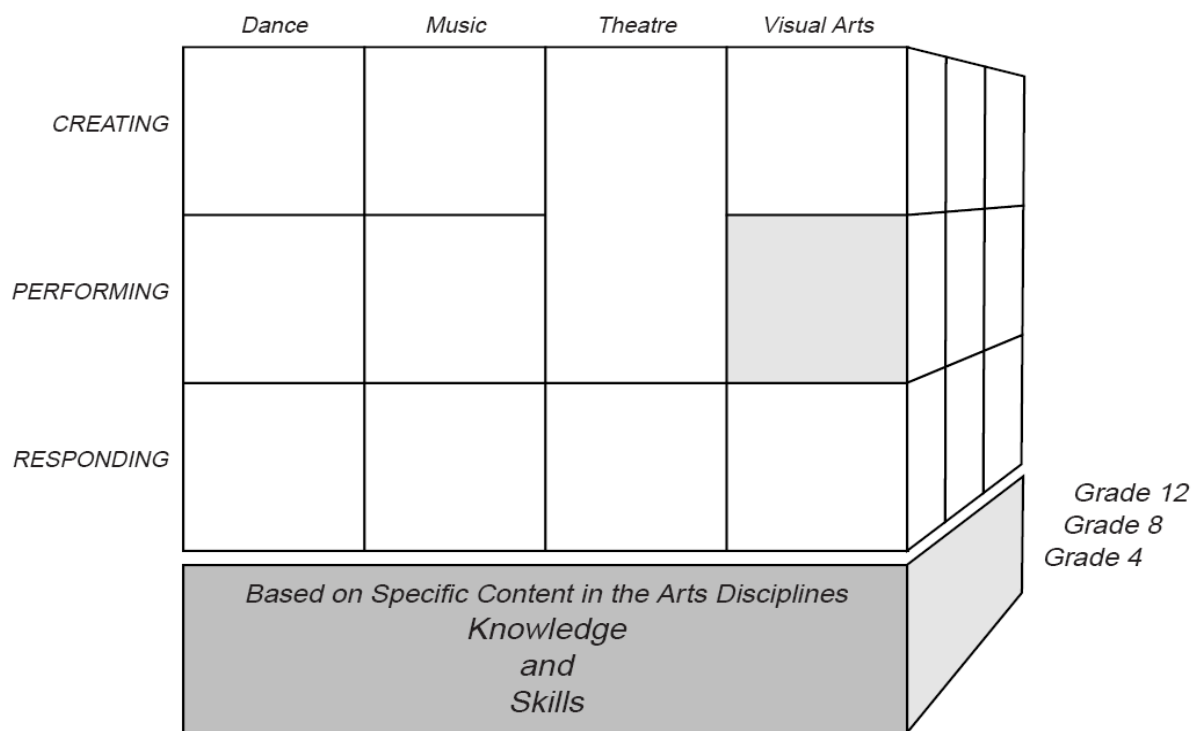 Dance Music Theatre Visual Arts
CREATING
PERFORMING
RESPONDING
Grade 12
Grade 8
Grade 4
Based on Specific Content in the Arts Disciplines
Knowledge
and
Skills